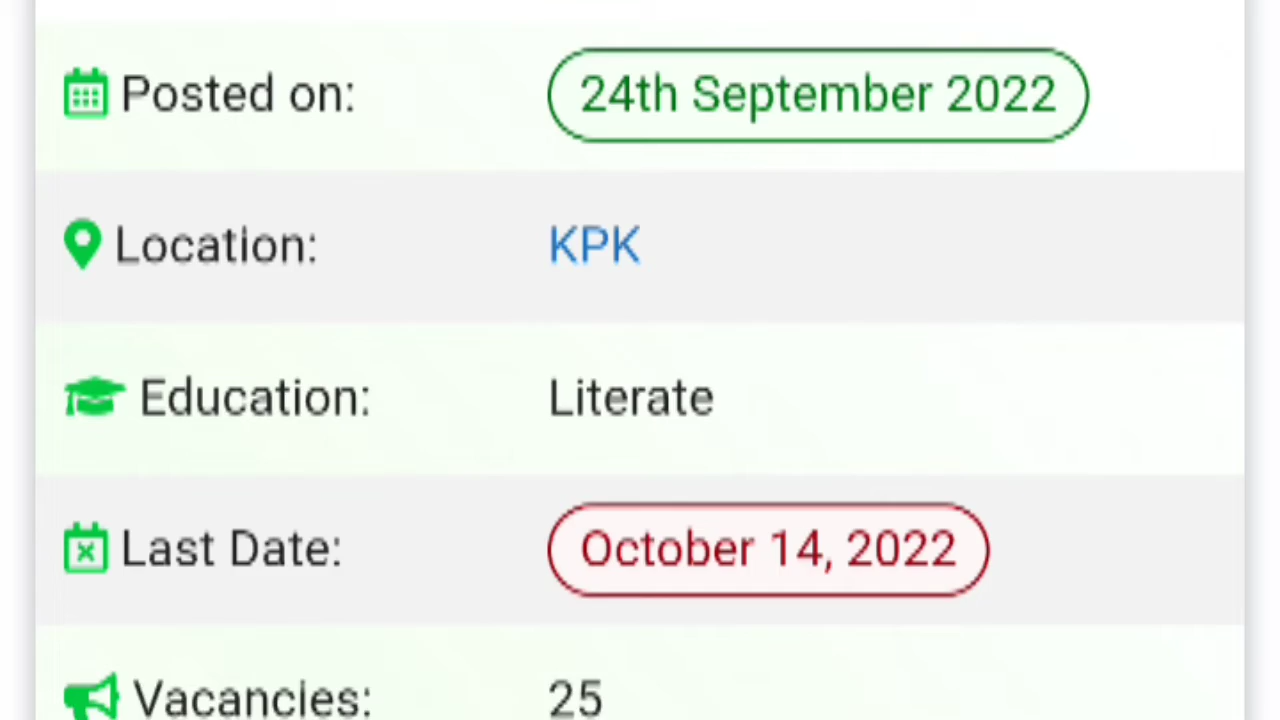 Posted on: 24th September 2022
Location: KPK
Education: Literate
Last Date: October 14, 2022
Vacancies: 25